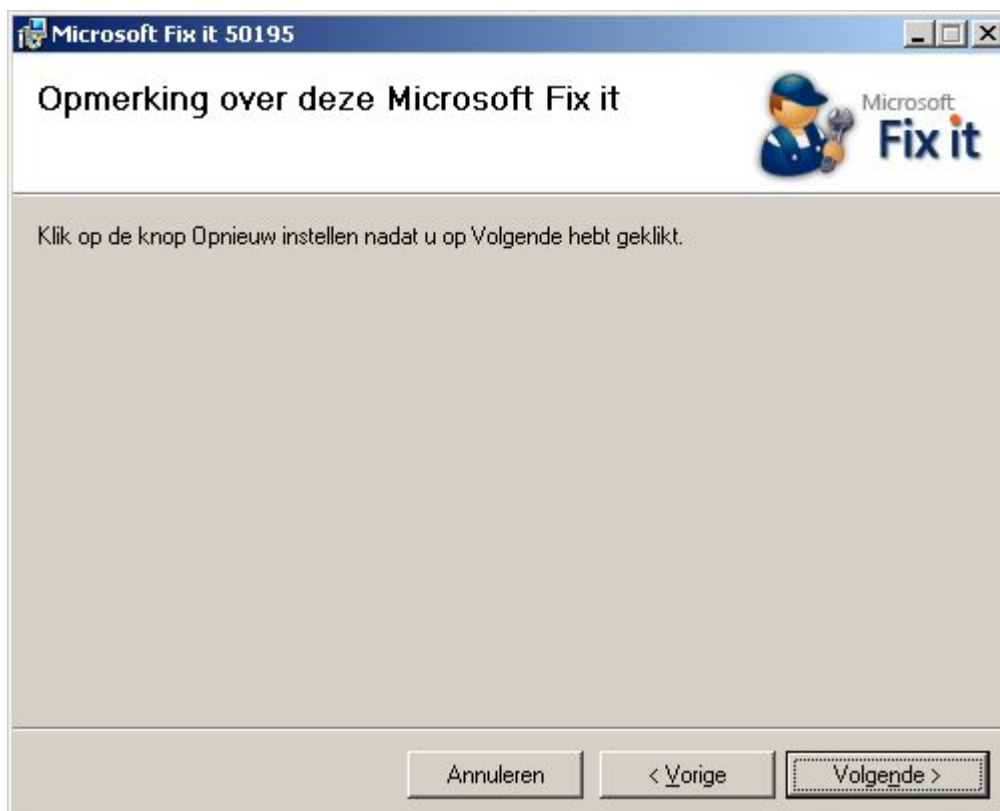 Microsoft Fix it 50195
Opmerking over deze Microsoft Fix it
Microsoft
Fix it
Klik op de knop Opnieuw instellen nadat u op Volgende hebt geklikt.
Annuleren
< Vorige
Volgende >